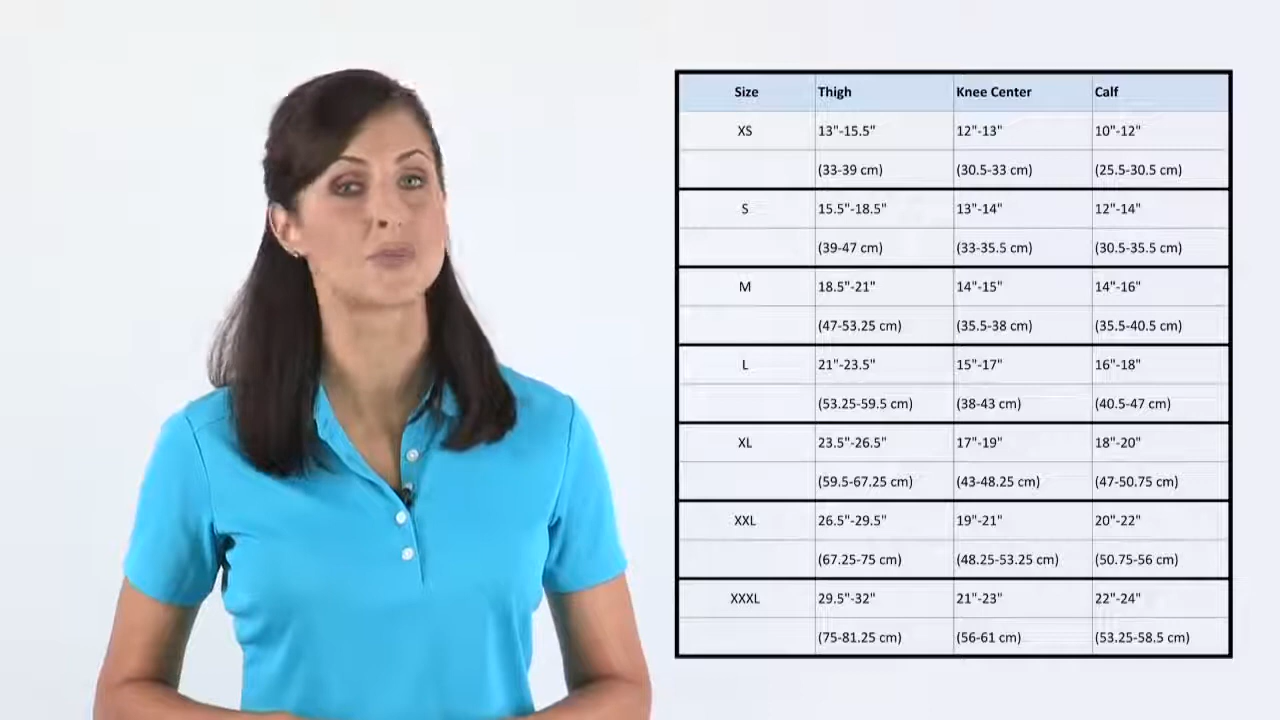 Size Thigh Knee Center Calf
XS 13"-15.5" 12"-13" 10"-12"
(33-39 cm) (30.5-33 cm) (25.5-30.5 cm)
S 15.5"-18.5" 13"-14" 12"-14"
(39-47 cm) (33-35.5 cm) (30.5-35.5 cm)
M 18.5"-21" 14"-15" 14"-16"
(47-53.25 cm) (35.5-38 cm) (35.5-40.5 cm)
L 21"-23.5" 15"-17" 16"-18"
(53.25-59.5 cm) (38-43 cm) (40.5-47 cm)
XL 23.5"-26.5" 17"-19" 18"-20"
(59.5-67.25 cm) (43-48.25 cm) (47-50.75 cm)
XXL 26.5"-29.5" 19"-21" 20"-22"
(67.25-75 cm) (48.25-53.25 cm) (50.75-56 cm)
XXXL 29.5"-32" 21"-23" 22"-24"
(75-81.25 cm) (56-61 cm) (53.25-58.5 cm)